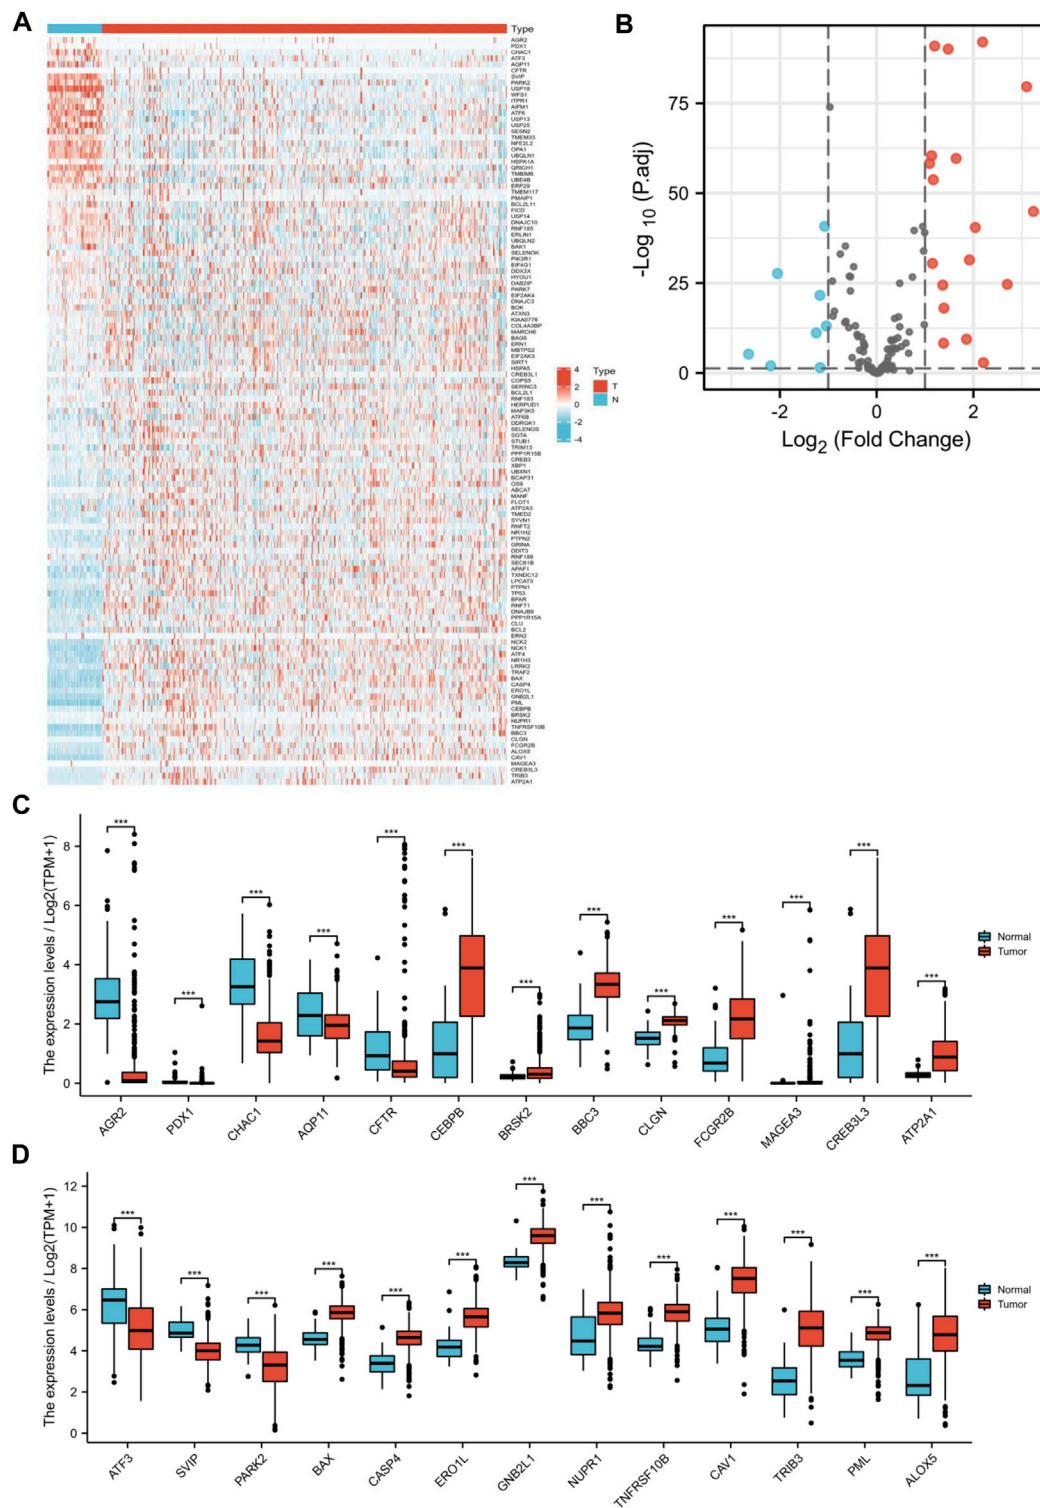 A
Type
AGR2
PDX1
CHAC1
ATF3
AQP11
CFTR
SVIP
PARK2
USP19
WFS1
ITPR1
AIFM1
ATF6
USP13
USP25
SESN2
TMEM33
NFE2L2
OPA1
UBQLN1
HSPA1A
QRICH1
TMBIM6
UBE4B
ERP29
TMEM117
PMAIP1
BCL2L11
FICD
USP14
DNAJC10
RNF185
ERLIN1
UBQLN2
BAK1
SELENOK
PIK3R1
EIF4G1
DDX3X
HYOU1
DAB2IP
PARK7
EIF2AK4
DNAJC3
BOK
ATXN3
KIAA0776
COL4A3BP
MARCH6
BAG6
ERN1
MBTPS2
EIF2AK3
SIRT1
HSPA5
CREB3L1
COPS5
SERINC3
BCL2L1
RNF183
HERPUD1
MAP3K5
ATF6B
DDRGK1
SELENOS
SGTA
STUB1
TRIM13
PPP1R15B
CREB3
XBP1
UBXN1
BCAP31
OS9
ABCA7
MANF
FLOT1
ATP2A3
TMED2
SYVN1
RNFT2
NR1H2
PTPN2
GRINA
DDIT3
RNF186
SEC61B
APAF1
TXNDC12
LPCAT3
PTPN1
TP53
BFAR
RNFT1
DNAJB9
PPP1R15A
CLU
BCL2
ERN2
NCK2
NCK1
ATF4
NR1H3
LRRK2
TRAF2
BAX
CASP4
ERO1L
GNB2L1
PML
CEBPB
BRSK2
NUPR1
TNFRSF10B
BBC3
CLGN
FCGR2B
ALOX5
CAV1
MAGEA3
CREB3L3
TRIB3
ATP2A1
4
2
0
-2
-4
Type
T
N
B
-Log 10 (P.adj)
75
50
25
0
-2 0 2
Log2 (Fold Change)
C
The expression levels / Log2(TPM+1)
8
6
4
2
0
*** *** *** *** *** *** *** *** *** *** *** *** ***
AGR2 PDX1 CHAC1 AQP11 CFTR CEBPB BRSK2 BBC3 CLGN FCGR2B MAGEA3 CREB3L3 ATP2A1
Normal
Tumor
D
The expression levels / Log2(TPM+1)
12
10
8
6
4
2
0
*** *** *** *** *** *** *** *** *** *** *** *** ***
ATF3 SVIP PARK2 BAX CASP4 ERO1L GNB2L1 NUPR1 TNFRSF10B CAV1 TRIB3 PML ALOX5
Normal
Tumor